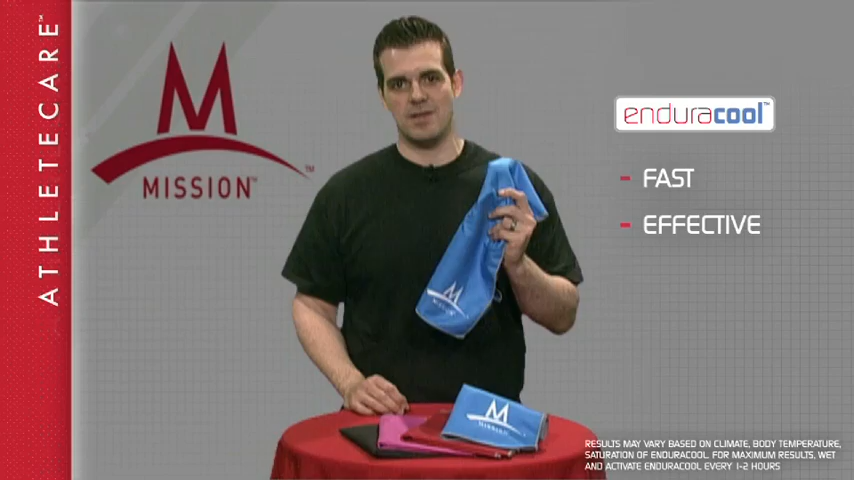 ATHLETECARE™
M
MISSION™
enduracool™
- FAST
- EFFECTIVE
M
MISSION
M
MISSION
RESULTS MAY VARY BASED ON CLIMATE, BODY TEMPERATURE,
SATURATION OF ENDURACOOL. FOR MAXIMUM RESULTS, WET
AND ACTIVATE ENDURACOOL EVERY 1-2 HOURS